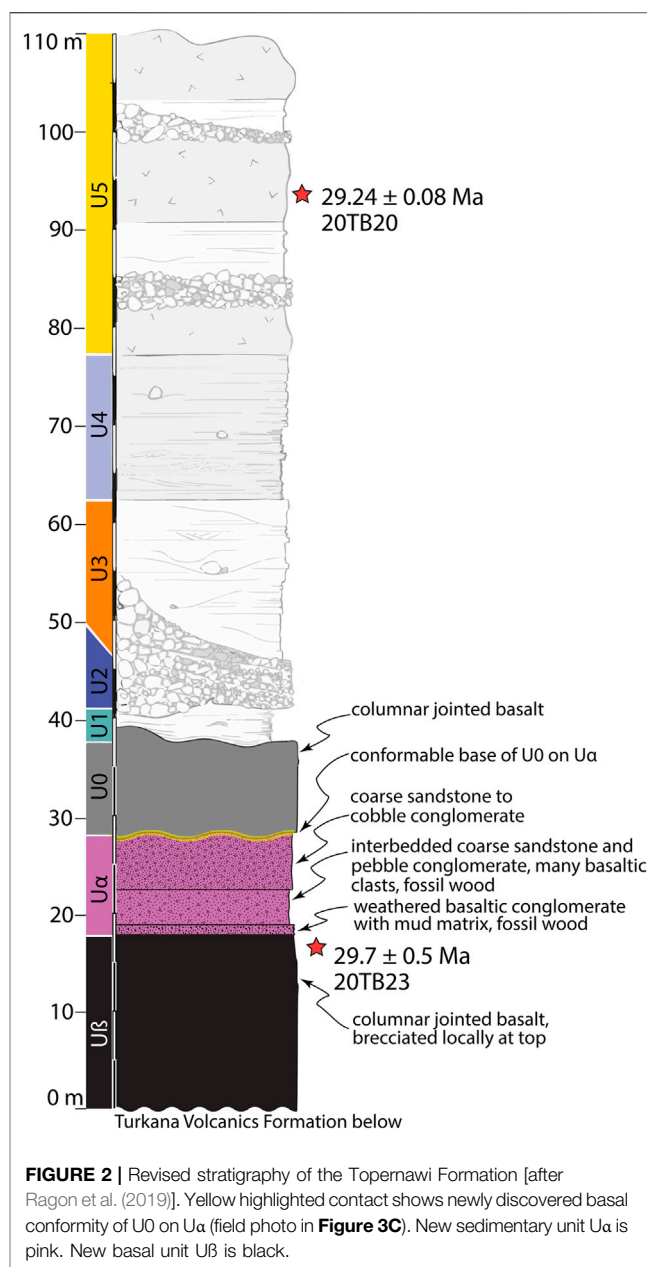 110 m
100
90
80
70
60
50
40
30
20
10
0 m
U5
U4
U3
U2
U1
U0
Uα
Uß
29.24 ± 0.08 Ma
20TB20
columnar jointed basalt
conformable base of U0 on Uα
coarse sandstone to
cobble conglomerate
interbedded coarse sandstone and
pebble conglomerate, many basaltic
clasts, fossil wood
weathered basaltic conglomerate
with mud matrix, fossil wood
29.7 ± 0.5 Ma
20TB23
columnar jointed basalt,
brecciated locally at top
Turkana Volcanics Formation below
FIGURE 2 | Revised stratigraphy of the Topernawi Formation [after
Ragon et al. (2019)]. Yellow highlighted contact shows newly discovered basal
conformity of U0 on Uα (field photo in Figure 3C). New sedimentary unit Uα is
pink. New basal unit Uß is black.